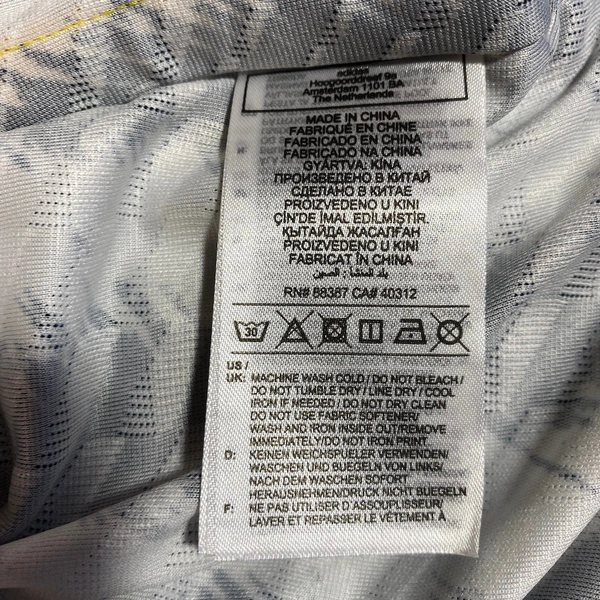 adidas
Hoogoorddreef 9a
Amsterdam 1101 BA
The Netherlands
MADE IN CHINA
FABRIQUÉ EN CHINE
FABRICADO EN CHINA
FABRICADO NA CHINA
GYÁRTVA: KÍNA
ПРОИЗВЕДЕНО В КИТАЙ
СДЕЛАНО В КИТАЕ
PROIZVEDENO U KINI
ÇİN'DE İMAL EDİLMİŞTİR.
ҚЫТАЙДА ЖАСАЛҒАН
PROIZVEDENO U KINI
FABRICAT ÎN CHINA
بلد المنشأ: الصين
RN# 88387 CA# 40312
30
US /
UK: MACHINE WASH COLD / DO NOT BLEACH /
DO NOT TUMBLE DRY / LINE DRY / COOL
IRON IF NEEDED / DO NOT DRY CLEAN
DO NOT USE FABRIC SOFTENER/
WASH AND IRON INSIDE OUT/REMOVE
IMMEDIATELY/DO NOT IRON PRINT.
D: KEINEN WEICHSPUELER VERWENDEN/
WASCHEN UND BUEGELN VON LINKS/
NACH DEM WASCHEN SOFORT
HERAUSNEHMEN/DRUCK NICHT BUEGELN
F: NE PAS UTILISER D'ASSOUPLISSEUR/
LAVER ET REPASSER LE VÊTEMENT À